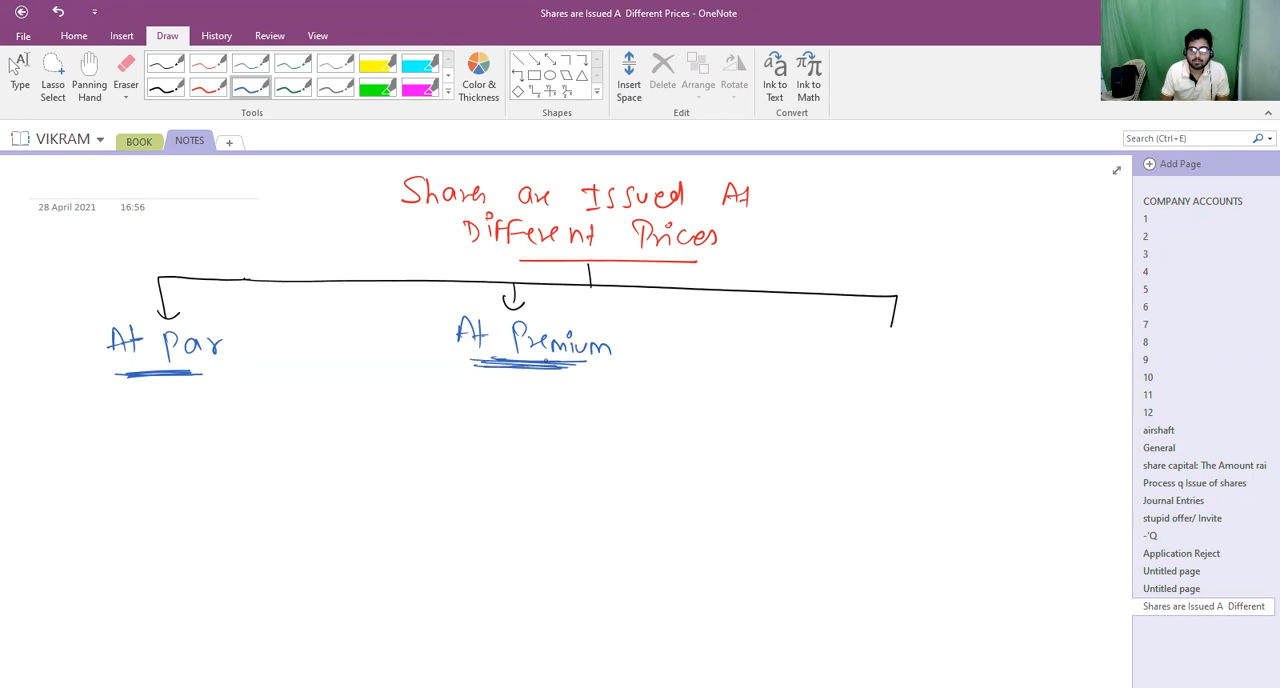 Shares are Issued A  Different Prices - OneNote
File
Home
Insert
Draw
History
Review
View
Type
Lasso Select
Panning Hand
Eraser
Color & Thickness
Insert Space
Delete
Arrange
Rotate
Ink to Text
Ink to Math
Tools
Shapes
Edit
Convert
VIKRAM
BOOK
NOTES
Search (Ctrl+E)
28 April 2021
16:56
Shares are Issued At
Different Prices
At Par
At Premium
Add Page
COMPANY ACCOUNTS
1
2
3
4
5
6
7
8
9
10
11
12
airshaft
General
share capital: The Amount rai
Process q Issue of shares
Journal Entries
stupid offer/ Invite
-'Q
Application Reject
Untitled page
Untitled page
Shares are Issued A  Different